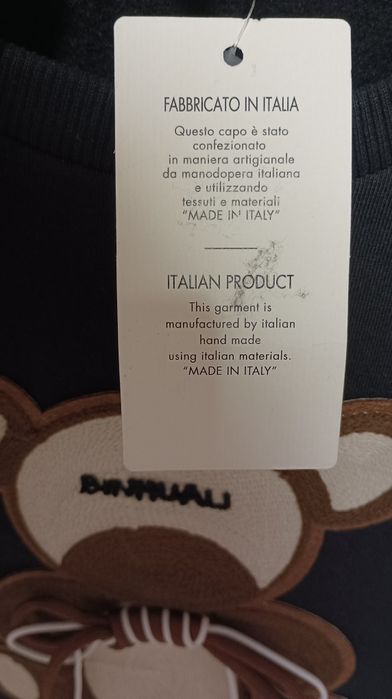 FABBRICATO IN ITALIA
Questo capo è stato
confezionato
in maniera artigianale
da manodopera italiana
e utilizzando
tessuti e materiali
“MADE IN ITALY”
ITALIAN PRODUCT
This garment is
manufactured by italian
hand made
using italian materials.
“MADE IN ITALY”